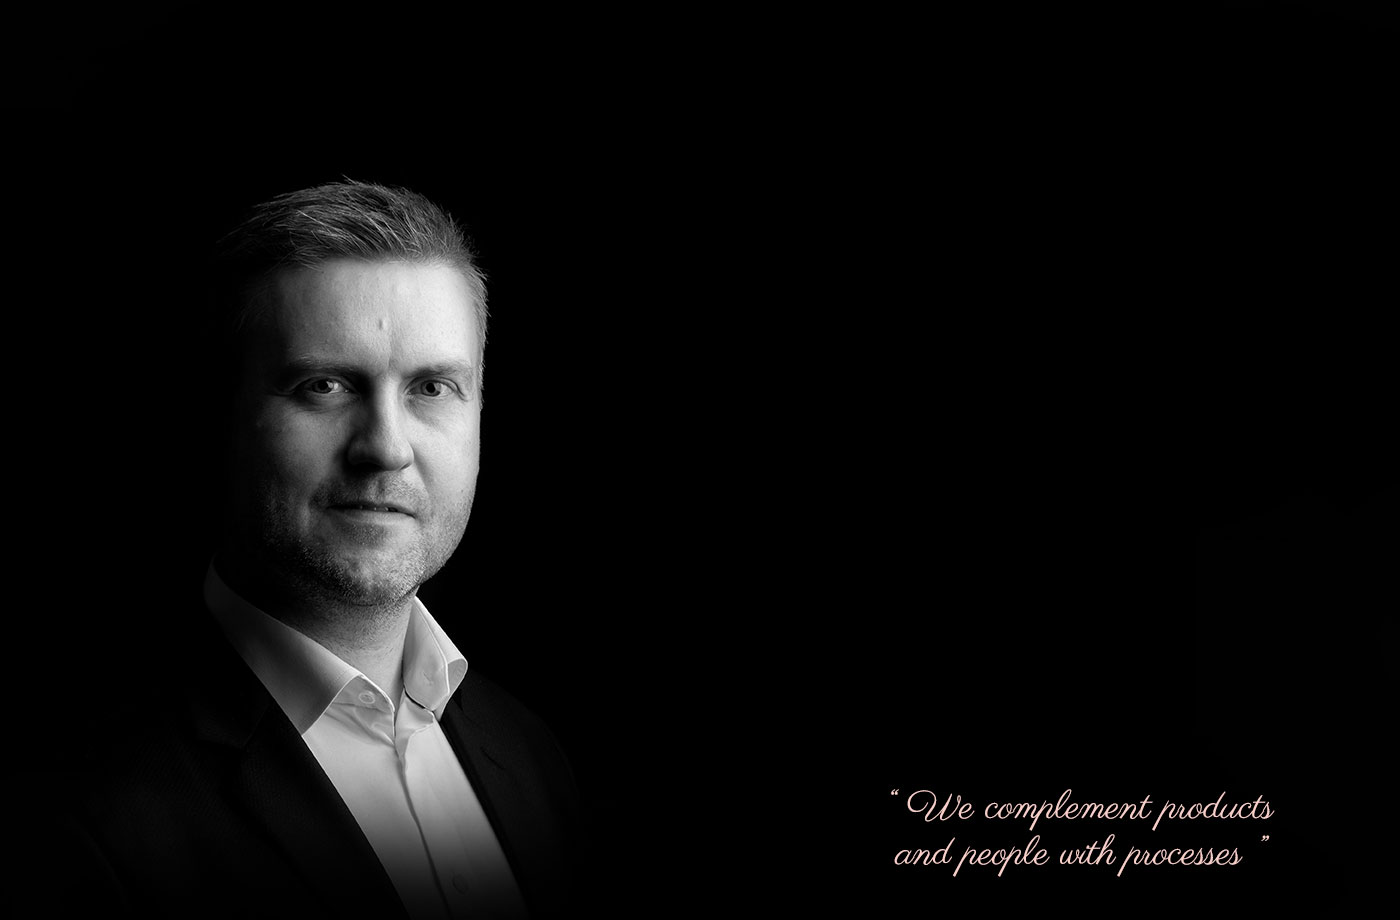 “ We complement products
and people with processes ”